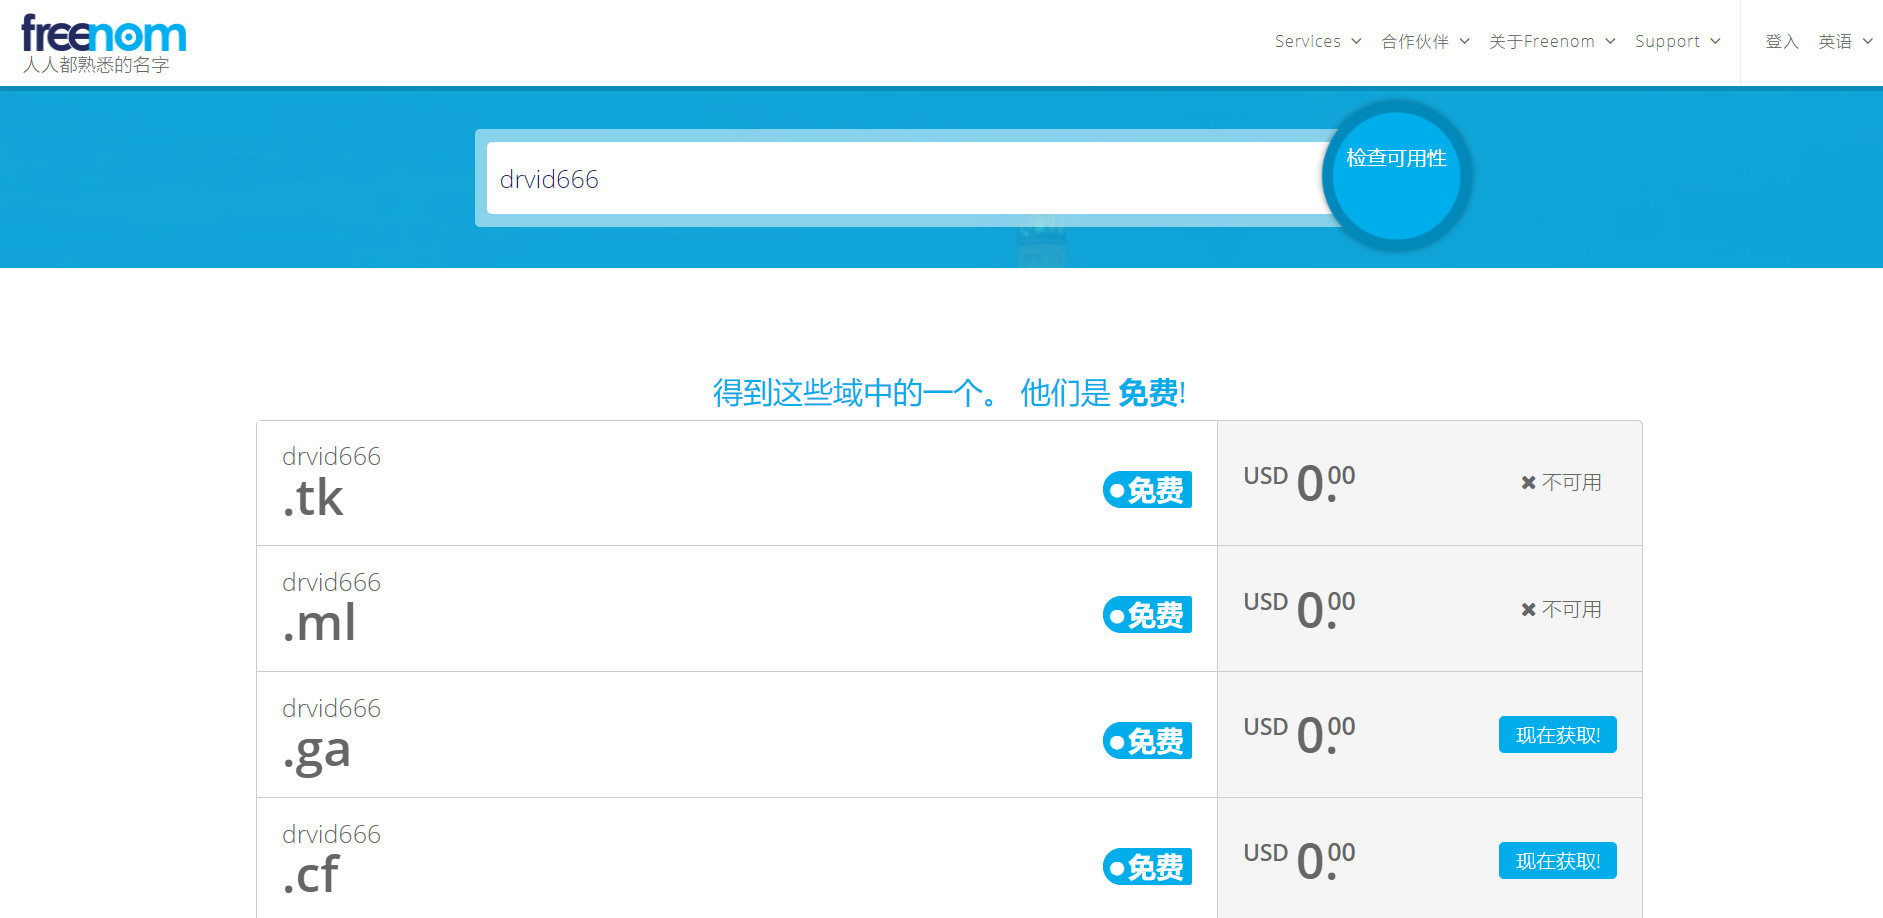 freenom
人人都熟悉的名字
Services 合作伙伴 关于Freenom Support 登入 英语
drvid666
检查可用性
得到这些域中的一个。 他们是 免费!
drvid666
.tk
免费
USD 0.00
不可用
drvid666
.ml
免费
USD 0.00
不可用
drvid666
.ga
免费
USD 0.00
现在获取!
drvid666
.cf
免费
USD 0.00
现在获取!